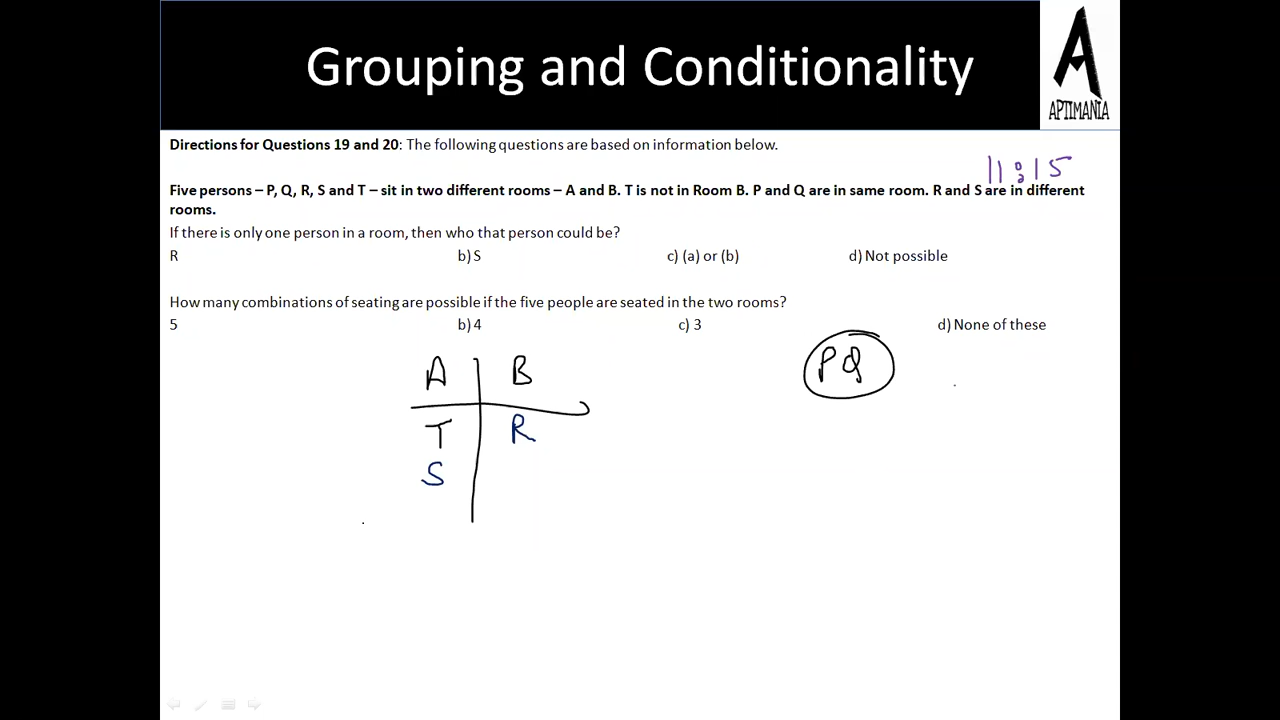 Grouping and Conditionality
APTIMANIA
Directions for Questions 19 and 20: The following questions are based on information below.
11:15
Five persons – P, Q, R, S and T – sit in two different rooms – A and B. T is not in Room B. P and Q are in same room. R and S are in different
rooms.
If there is only one person in a room, then who that person could be?
R b) S c) (a) or (b) d) Not possible
How many combinations of seating are possible if the five people are seated in the two rooms?
5 b) 4 c) 3 d) None of these
A B
PQ
T R
S